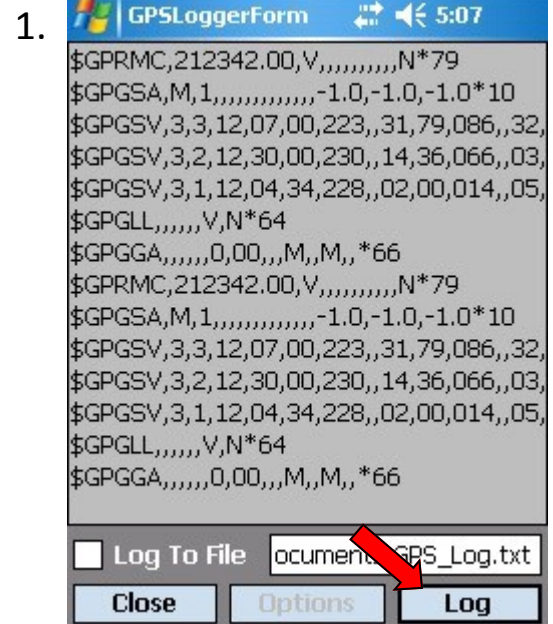 1.
GPSLoggerForm 5:07
$GPRMC,212342.00,V,,,,,,,,,,N*79
$GPGSA,M,1,,,,,,,,,,,,,-1.0,-1.0,-1.0*10
$GPGSV,3,3,12,07,00,223,,31,79,086,,32,
$GPGSV,3,2,12,30,00,230,,14,36,066,,03,
$GPGSV,3,1,12,04,34,228,,02,00,014,,05,
$GPGLL,,,,,,V,N*64
$GPGGA,,,,,,0,00,,,M,,M,,*66
$GPRMC,212342.00,V,,,,,,,,,,N*79
$GPGSA,M,1,,,,,,,,,,,,,-1.0,-1.0,-1.0*10
$GPGSV,3,3,12,07,00,223,,31,79,086,,32,
$GPGSV,3,2,12,30,00,230,,14,36,066,,03,
$GPGSV,3,1,12,04,34,228,,02,00,014,,05,
$GPGLL,,,,,,V,N*64
$GPGGA,,,,,,0,00,,,M,,M,,*66
Log To File GPS_Log.txt
Close Options Log